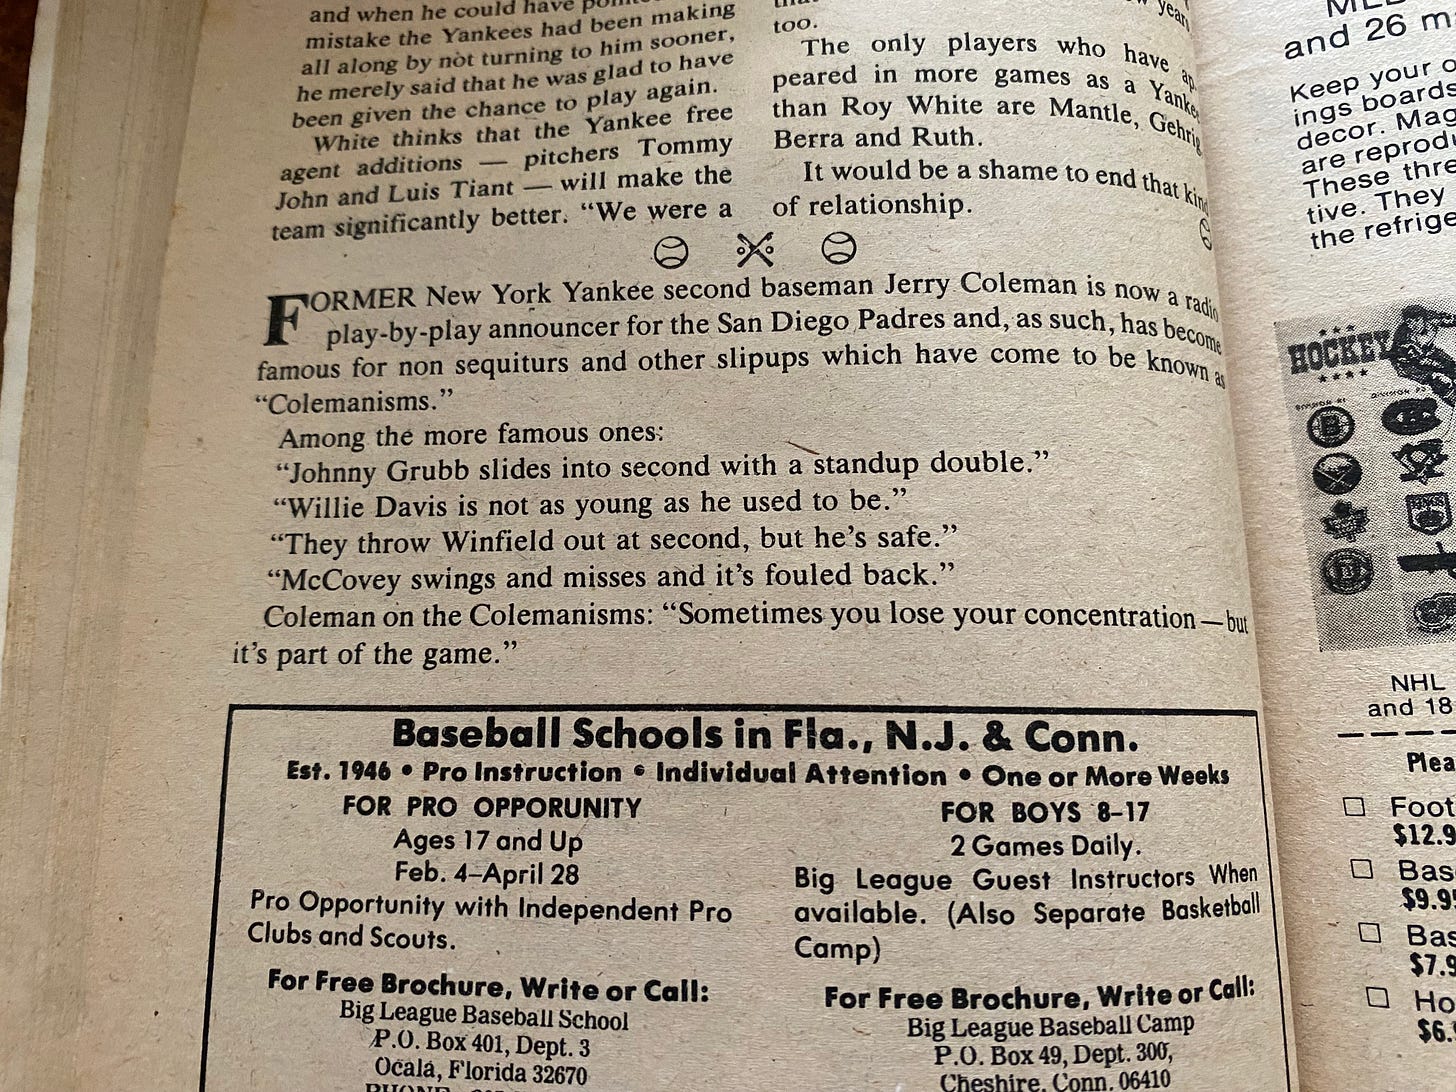 and when he could have
mistake the Yankees had been making
all along by not turning to him sooner,
he merely said that he was glad to have
been given the chance to play again.
White thinks that the Yankee free
agent additions — pitchers Tommy
John and Luis Tiant — will make the
team significantly better. “We were a
too.
The only players who have ap-
peared in more games as a Yankee
than Roy White are Mantle, Gehrig,
Berra and Ruth.
It would be a shame to end that kind
of relationship.
FORMER New York Yankee second baseman Jerry Coleman is now a radio
play-by-play announcer for the San Diego Padres and, as such, has become
famous for non sequiturs and other slipups which have come to be known as
“Colemanisms.”
Among the more famous ones:
“Johnny Grubb slides into second with a standup double.”
“Willie Davis is not as young as he used to be.”
“They throw Winfield out at second, but he’s safe.”
“McCovey swings and misses and it’s fouled back.”
Coleman on the Colemanisms: “Sometimes you lose your concentration — but
it’s part of the game.”
Baseball Schools in Fla., N.J. & Conn.
Est. 1946 • Pro Instruction • Individual Attention • One or More Weeks
FOR PRO OPPORUNITY
Ages 17 and Up
Feb. 4–April 28
Pro Opportunity with Independent Pro
Clubs and Scouts.
For Free Brochure, Write or Call:
Big League Baseball School
P.O. Box 401, Dept. 3
Ocala, Florida 32670
FOR BOYS 8–17
2 Games Daily.
Big League Guest Instructors When
available. (Also Separate Basketball
Camp)
For Free Brochure, Write or Call:
Big League Baseball Camp
P.O. Box 49, Dept. 300,
Cheshire, Conn. 06410
and 26 m
Keep your o
ings boards
decor. Mag
are reprodu
These thre
tive. They
the refrige
HOCKEY
NHL
and 18
Plea
Foot
$12.9
Bas
$9.95
Bas
$7.9
Ho
$6.